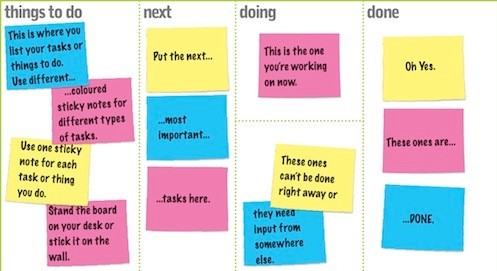 things to do
This is where you
list your tasks or
things to do.
Use different...
...coloured
sticky notes for
different types
of tasks.
Use one sticky
note for each
task or thing
you do.
Stand the board
on your desk or
stick it on the
wall.
next
Put the next...
...most
important...
...tasks here.
doing
This is the one
you're working
on now.
These ones
can't be done
right away or
they need
input from
somewhere
else.
done
Oh Yes.
These ones are...
...DONE.